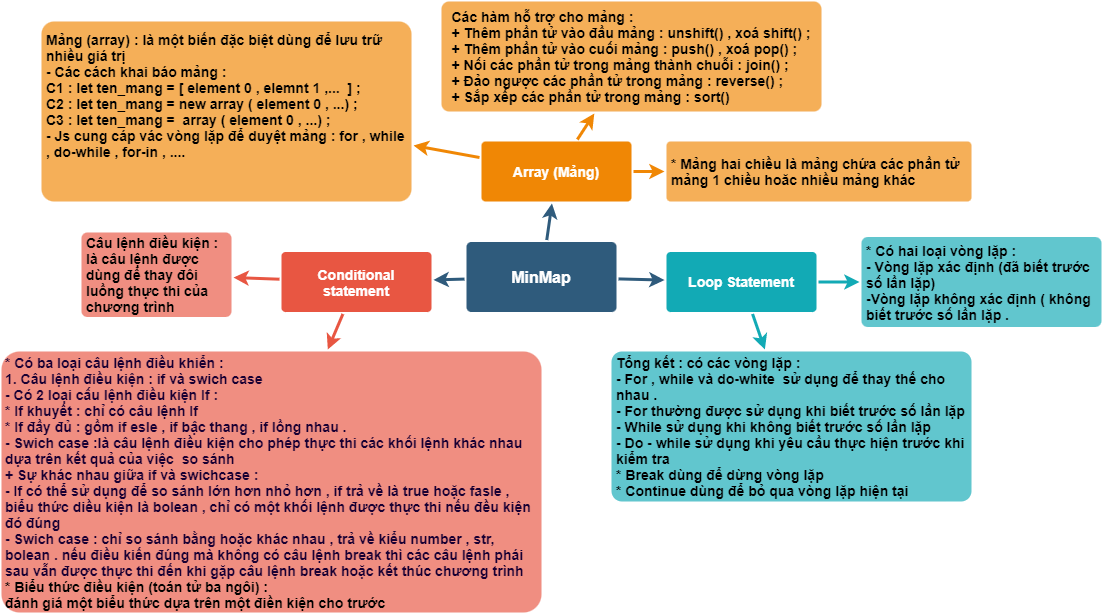 Mảng (array) : là một biến đặc biệt dùng để lưu trữ
nhiều giá trị
- Các cách khai báo mảng :
C1 : let ten_mang = [ element 0 , elemnt 1 ,... ] ;
C2 : let ten_mang = new array ( element 0 , ...) ;
C3 : let ten_mang = array ( element 0 , ...) ;
- Js cung cấp vác vòng lặp để duyệt mảng : for , while
, do-while , for-in , ....
Các hàm hỗ trợ cho mảng :
+ Thêm phần tử vào đầu mảng : unshift() , xoá shift() ;
+ Thêm phần tử vào cuối mảng : push() , xoá pop() ;
+ Nối các phần tử trong mảng thành chuỗi : join() ;
+ Đảo ngược các phần tử trong mảng : reverse() ;
+ Sắp xếp các phần tử trong mảng : sort()
Array (Mảng)
* Mảng hai chiều là mảng chứa các phần tử
mảng 1 chiều hoăc nhiều mảng khác
Câu lệnh điều kiện :
là câu lệnh được
dùng để thay đôi
luồng thực thi của
chương trình
Conditional
statement
MinMap
Loop Statement
* Có hai loại vòng lặp :
- Vòng lặp xác định (đã biết trước
số lần lặp)
-Vòng lặp không xác định ( không
biết trước số lần lặp .
* Có ba loại câu lệnh điều khiển :
1. Câu lệnh điều kiện : if và swich case
- Có 2 loại cấu lệnh điều kiện If :
* If khuyết : chỉ có câu lệnh If
* If đầy đủ : gồm if esle , if bậc thang , if lồng nhau .
- Swich case :là câu lệnh điều kiện cho phép thực thi các khối lệnh khác nhau
dựa trên kết quả của việc so sánh
+ Sự khác nhau giữa if và swichcase :
- If có thể sử dụng để so sánh lớn hơn nhỏ hơn , if trả về là true hoặc fasle ,
biểu thức diều kiện là bolean , chỉ có một khối lệnh được thực thi nếu đều kiện
đó đúng
- Swich case : chỉ so sánh bằng hoặc khác nhau , trả về kiểu number , str,
bolean . nếu điều kiến đúng mà không có câu lệnh break thì các câu lệnh phái
sau vẫn được thực thi đến khi gặp câu lệnh break hoặc kết thúc chương trình
* Biểu thức điều kiện (toán tử ba ngôi) :
đánh giá một biểu thức dựa trên một điền kiện cho trước
Tổng kết : có các vòng lặp :
- For , while và do-white sử dụng để thay thế cho
nhau .
- For thường được sử dụng khi biết trước số lần lặp
- While sử dụng khi không biết trước số lần lặp
- Do - while sử dụng khi yêu cầu thực hiện trước khi
kiểm tra
* Break dùng để dừng vòng lặp
* Continue dùng để bỏ qua vòng lặp hiện tại